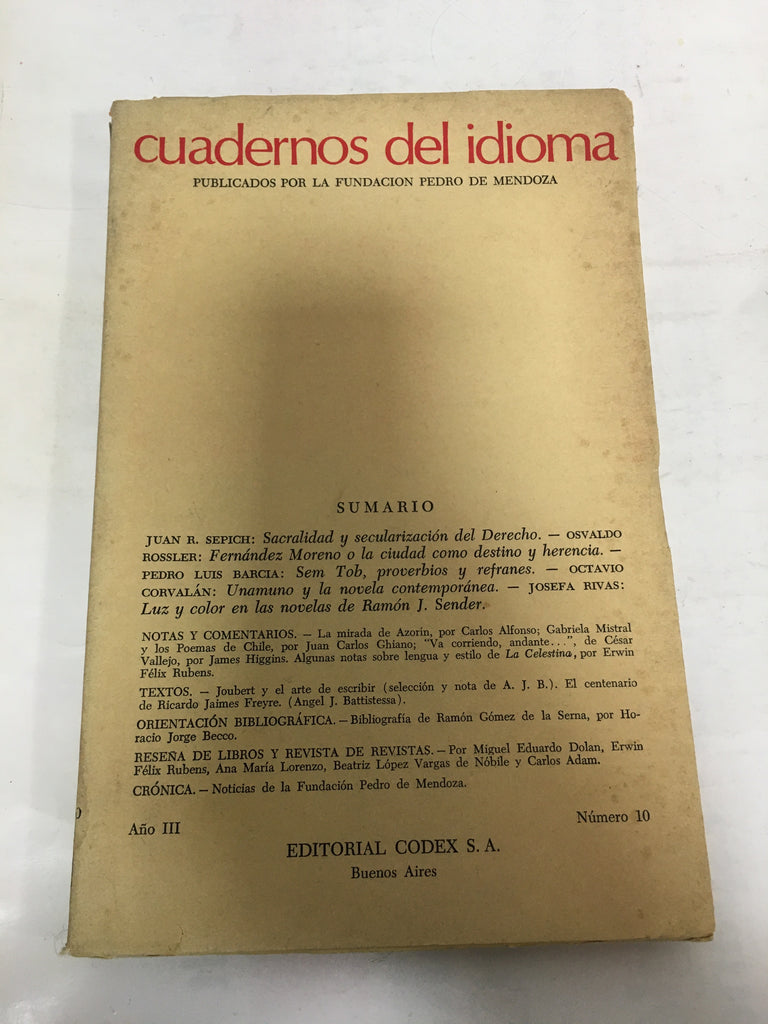 cuadernos del idioma
PUBLICADOS POR LA FUNDACION PEDRO DE MENDOZA
SUMARIO
JUAN R. SEPICH: Sacralidad y secularización del Derecho. — OSVALDO
ROSSLER: Fernández Moreno o la ciudad como destino y herencia. —
PEDRO LUIS BARCIA: Sem Tob, proverbios y refranes. — OCTAVIO
CORVALÁN: Unamuno y la novela contemporánea. — JOSEFA RIVAS:
Luz y color en las novelas de Ramón J. Sender.
NOTAS Y COMENTARIOS. — La mirada de Azorín, por Carlos Alfonso; Gabriela Mistral
y los Poemas de Chile, por Juan Carlos Ghiano; "Va corriendo, andante...", de César
Vallejo, por James Higgins. Algunas notas sobre lengua y estilo de La Celestina, por Erwin
Félix Rubens.
TEXTOS. — Joubert y el arte de escribir (selección y nota de A. J. B.). El centenario
de Ricardo Jaimes Freyre. (Angel J. Battistessa).
ORIENTACIÓN BIBLIOGRÁFICA. — Bibliografía de Ramón Gómez de la Serna, por Ho-
racio Jorge Becco.
RESEÑA DE LIBROS Y REVISTA DE REVISTAS. — Por Miguel Eduardo Dolan, Erwin
Félix Rubens, Ana María Lorenzo, Beatriz López Vargas de Nóbile y Carlos Adam.
CRÓNICA. — Noticias de la Fundación Pedro de Mendoza.
Año III
Número 10
EDITORIAL CODEX S. A.
Buenos Aires